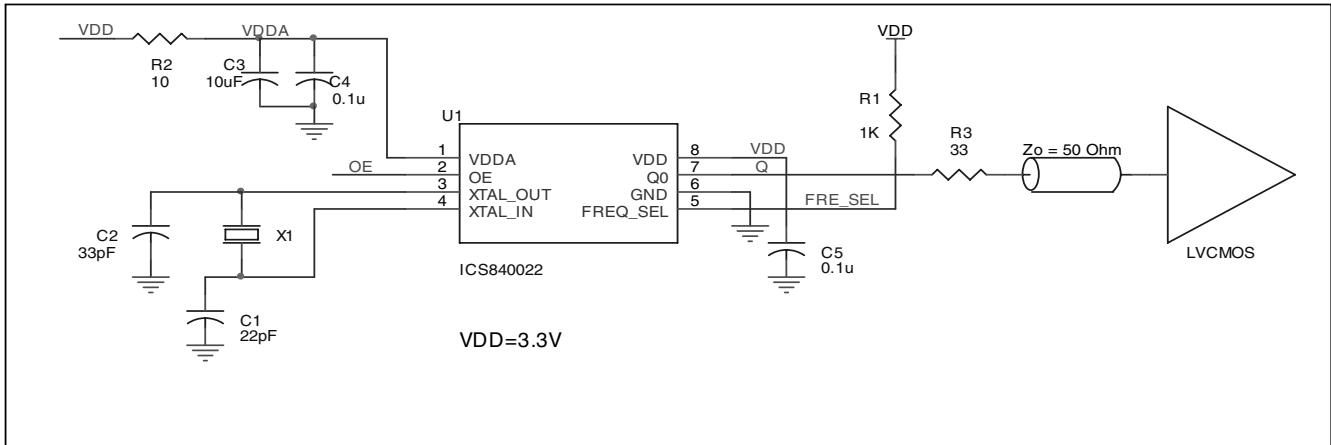 VDD
VDDA
VDD
R2
10
C3
10uF
C4
0.1u
R1
1K
U1
R3
33
Zo = 50 Ohm
1
VDDA
VDD
8
VDD
OE
2
OE
Q0
7
Q
3
XTAL_OUT
GND
6
4
XTAL_IN
FREQ_SEL
5
FRE_SEL
C2
33pF
X1
C5
0.1u
LVCMOS
ICS840022
C1
22pF
VDD=3.3V